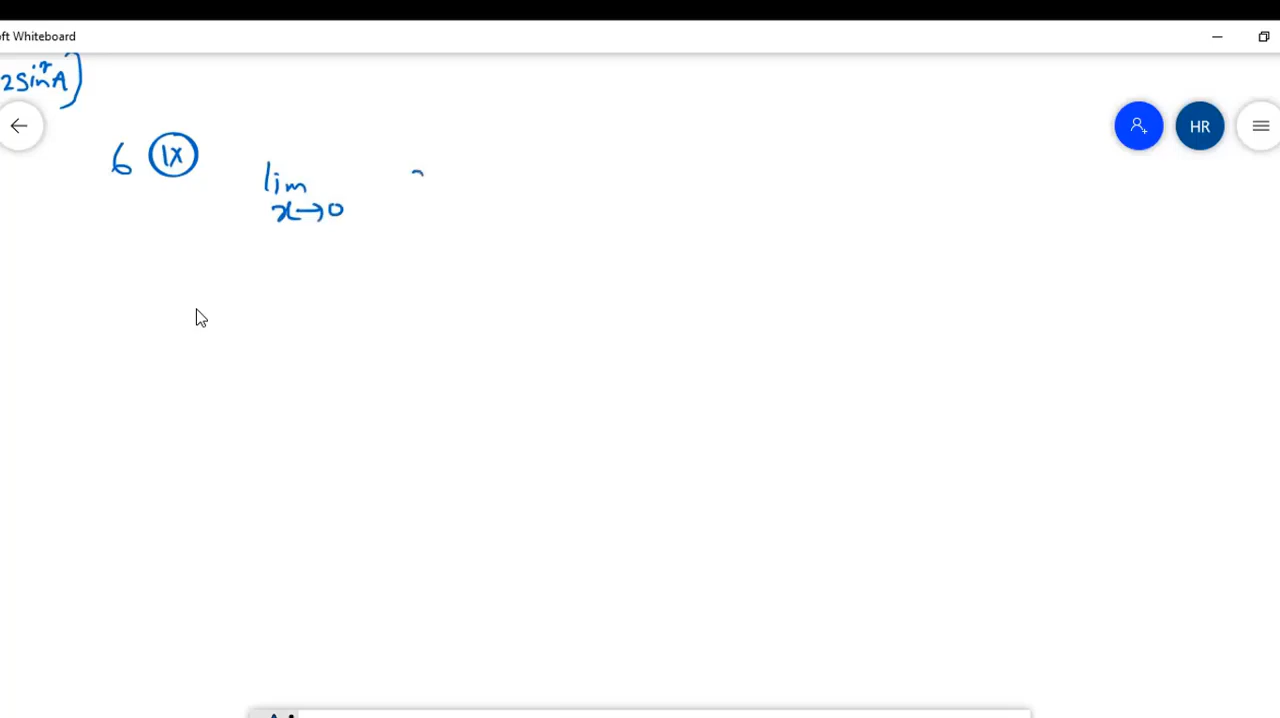 ft Whiteboard
2Sin²A]
HR
6 (ix)
lim
x→0